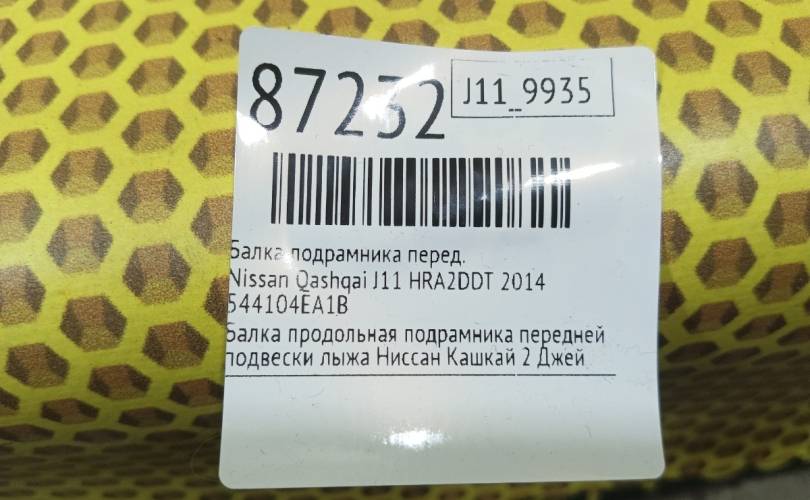 87232
J11_9935
Балка подрамника перед.
Nissan Qashqai J11 HRA2DDT 2014
544104EA1B
Балка продольная подрамника передней
подвески лыжа Ниссан Кашкай 2 Джей